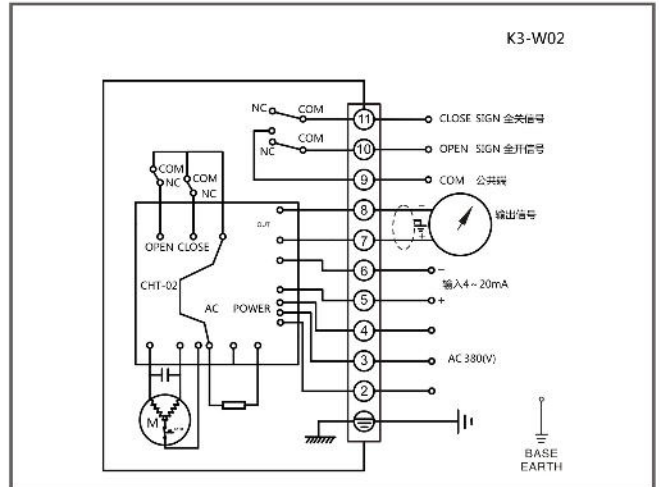 K3-W02
NC COM
11
CLOSE SIGN 全关信号
COM
NC
10
OPEN SIGN 全开信号
9
COM 公共端
COM
NC
COM
NC
8
−
输出信号
OUT
7
+
OPEN CLOSE
6
−
输入4~20mA
CHT-02
5
+
AC POWER
4
3
AC 380(V)
2
M
BASE
EARTH